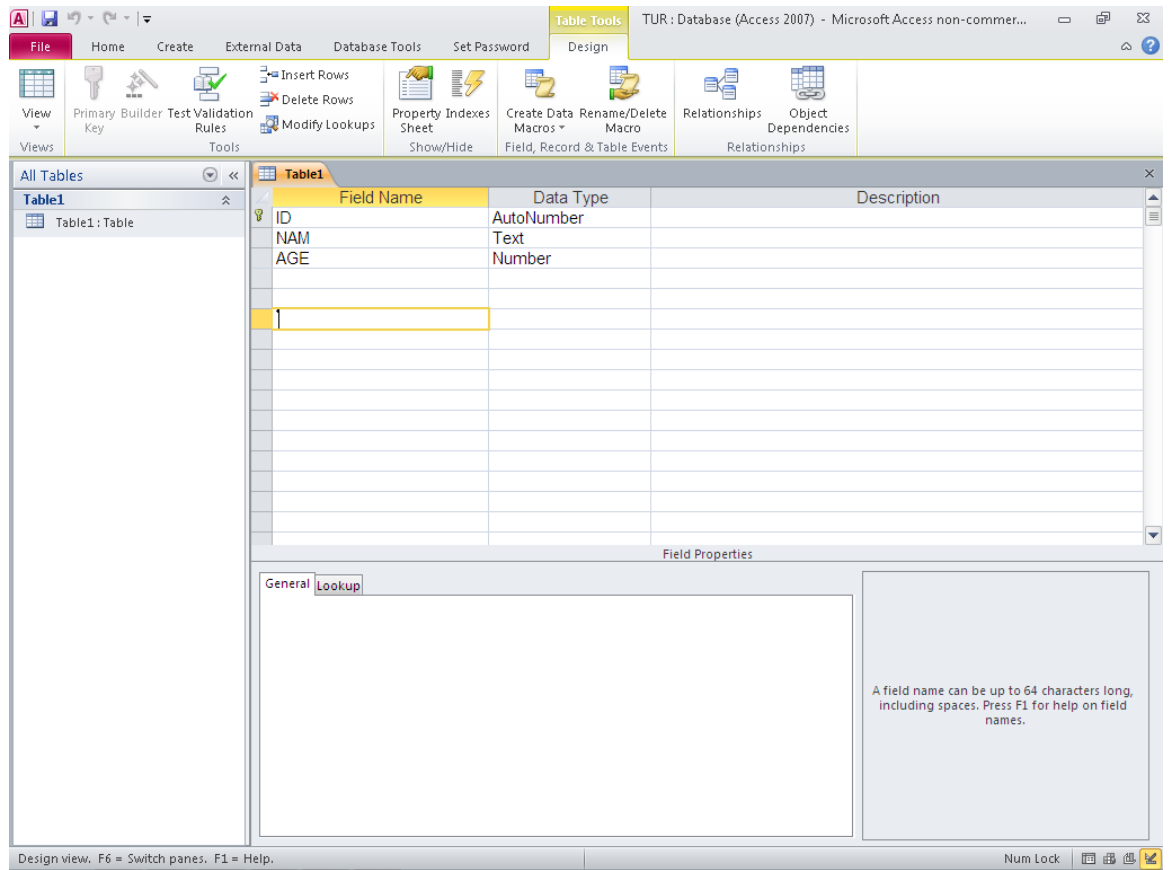 A
TUR : Database (Access 2007) - Microsoft Access non-commer...
Table Tools
File Home Create External Data Database Tools Set Password Design
View
Primary Key
Builder
Test Validation Rules
Insert Rows
Delete Rows
Modify Lookups
Property Sheet
Indexes
Create Data Macros
Rename/Delete Macro
Relationships
Object Dependencies
Views Tools Show/Hide Field, Record & Table Events Relationships
All Tables
Table1
Table1 : Table
Table1
Field Name Data Type Description
ID AutoNumber
NAM Text
AGE Number
Field Properties
General Lookup
A field name can be up to 64 characters long,
including spaces. Press F1 for help on field
names.
Design view. F6 = Switch panes. F1 = Help.
Num Lock